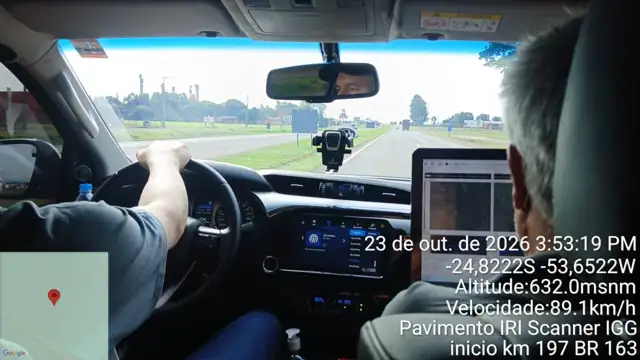 23 de out. de 2026 3:53:19 PM
-24,8222S -53,6522W
Altitude:632.0msnm
Velocidade:89.1km/h
Pavimento IRI Scanner IGG
inicio km 197 BR 163
Google